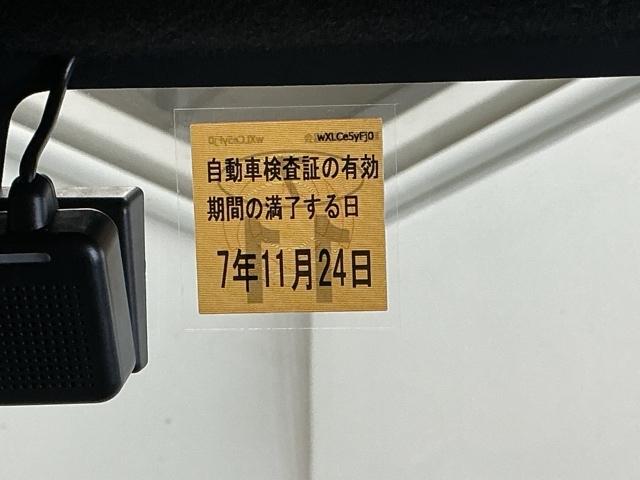 wXLCe5yFj0
自動車検査証の有効
期間の満了する日
7年11月24日